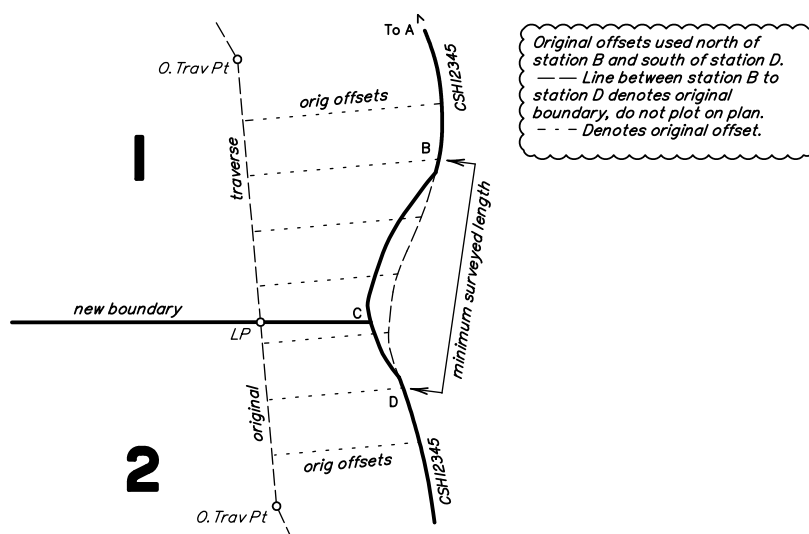 To A
Original offsets used north of
station B and south of station D.
— — Line between station B to
station D denotes original
boundary, do not plot on plan.
- - - Denotes original offset.
O. Trav Pt
orig offsets
CSH12345
1
traverse
B
minimum surveyed length
new boundary
C
LP
original
D
2
orig offsets
CSH12345
O. Trav Pt